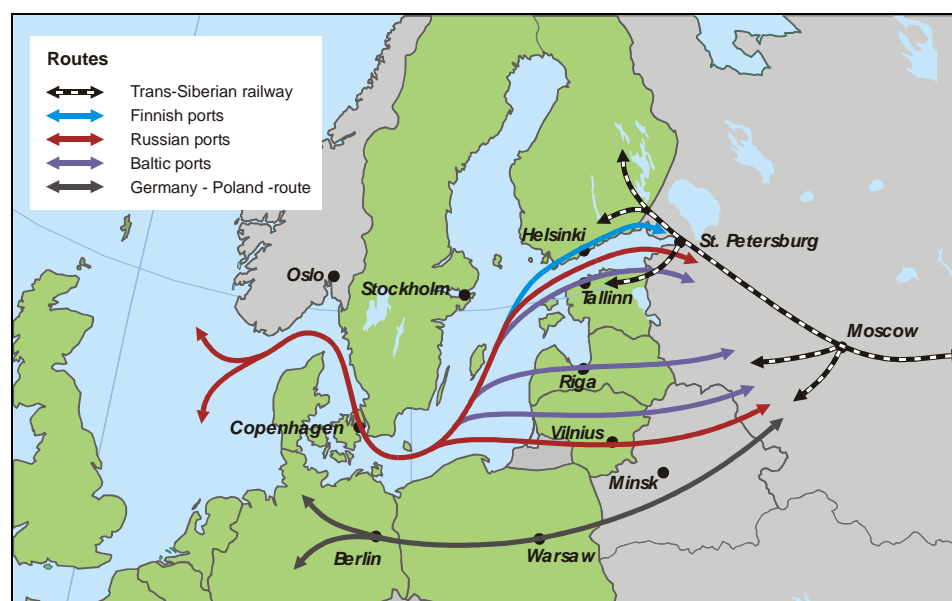 Routes
Trans-Siberian railway
Finnish ports
Russian ports
Baltic ports
Germany - Poland -route
Helsinki
St. Petersburg
Oslo
Stockholm
Tallinn
Moscow
Riga
Copenhagen
Vilnius
Minsk
Berlin
Warsaw